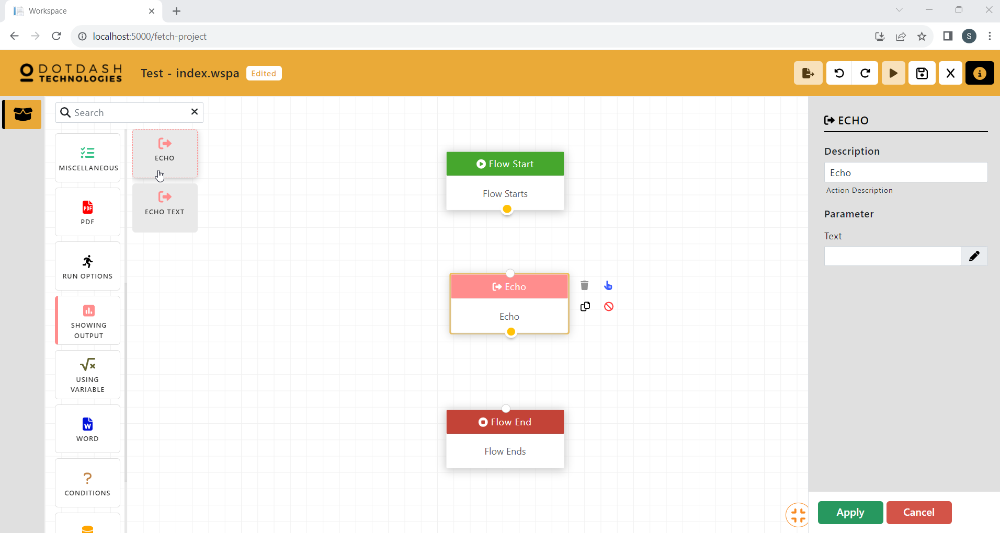 Workspace
localhost:5000/fetch-project
S
DOTDASH
TECHNOLOGIES
Test - index.wspa
Edited
Search
MISCELLANEOUS
PDF
PDF
RUN OPTIONS
SHOWING
OUTPUT
USING
VARIABLE
W
WORD
?
CONDITIONS
ECHO
ECHO TEXT
Flow Start
Flow Starts
Echo
Echo
Flow End
Flow Ends
ECHO
Description
Echo
Action Description
Parameter
Text
Apply
Cancel